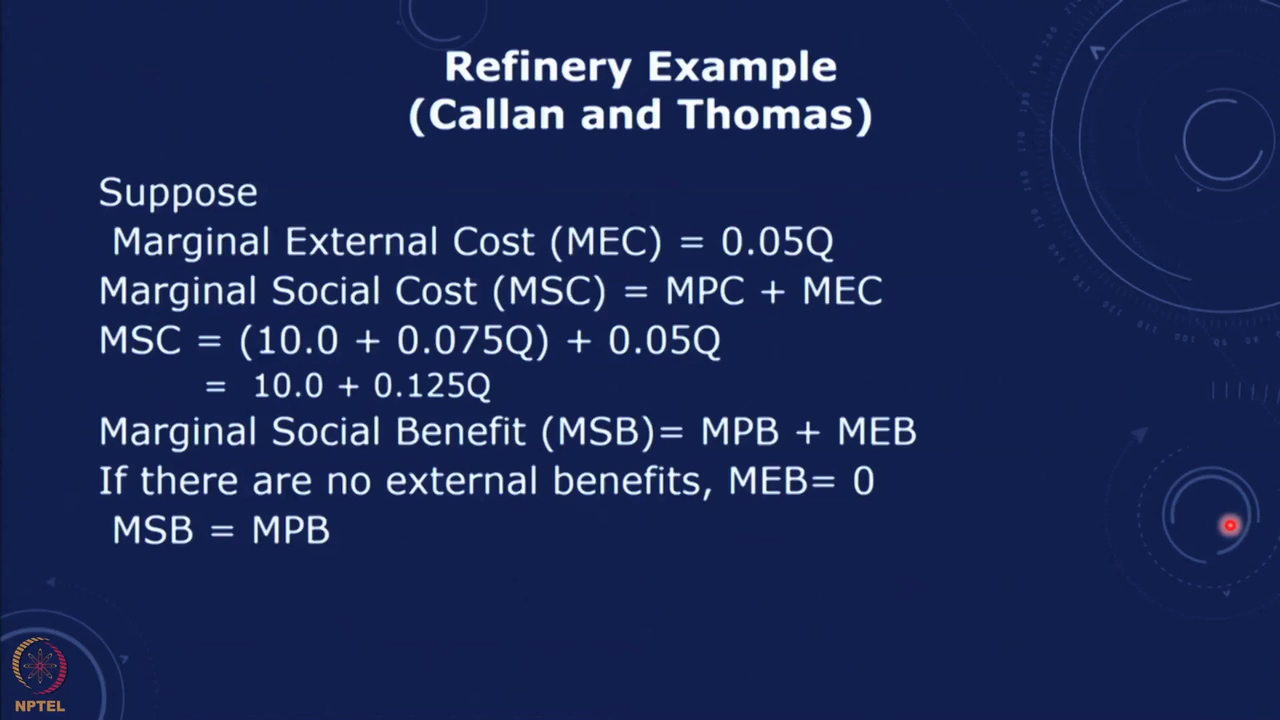 Refinery Example
(Callan and Thomas)
Suppose
Marginal External Cost (MEC) = 0.05Q
Marginal Social Cost (MSC) = MPC + MEC
MSC = (10.0 + 0.075Q) + 0.05Q
= 10.0 + 0.125Q
Marginal Social Benefit (MSB)= MPB + MEB
If there are no external benefits, MEB= 0
MSB = MPB
NPTEL